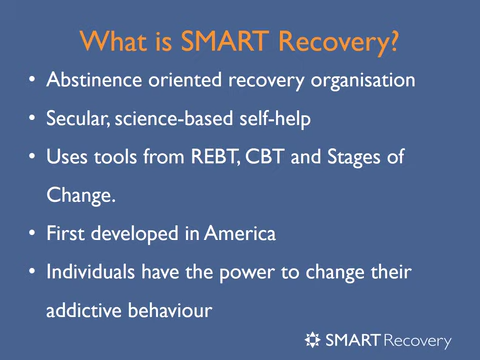 What is SMART Recovery?
• Abstinence oriented recovery organisation
• Secular, science-based self-help
• Uses tools from REBT, CBT and Stages of
Change.
• First developed in America
• Individuals have the power to change their
addictive behaviour
SMART Recovery